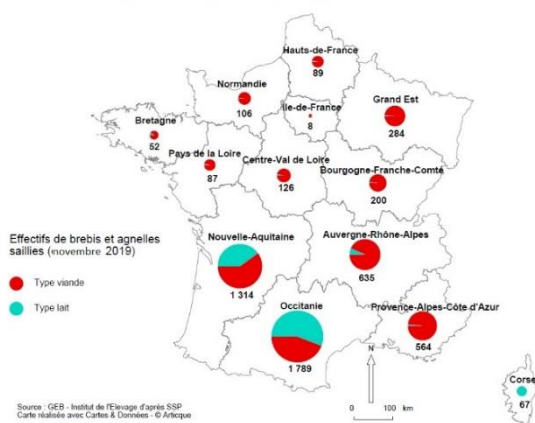 Hauts-de-France
89
Normandie
106
Ile-de-France
8
Grand Est
284
Bretagne
52
Pays de la Loire
87
Centre-Val de Loire
126
Bourgogne-Franche-Comté
200
Effectifs de brebis et agnelles
saillies (novembre 2019)
Type viande
Type lait
Nouvelle-Aquitaine
1 314
Auvergne-Rhône-Alpes
635
Occitanie
1 789
Provence-Alpes-Côte d'Azur
564
N
Corse
67
0 100 km
Source : GEB - Institut de l'Elevage d'après SSP
Carte réalisée avec Cartes & Données - © Articque